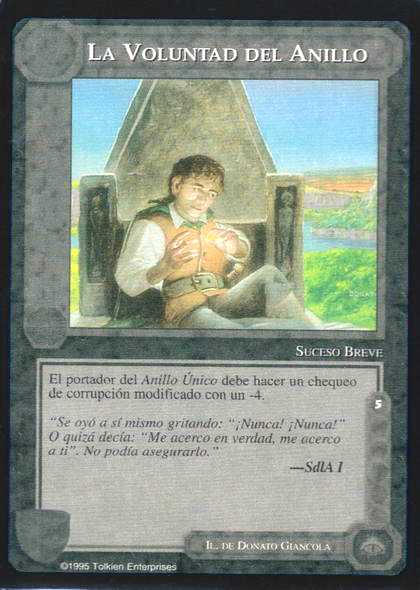 La Voluntad del Anillo
DONATO
Suceso Breve
El portador del Anillo Único debe hacer un chequeo
de corrupción modificado con un -4.
5
“Se oyó a sí mismo gritando: “¡Nunca! ¡Nunca!”
O quizá decía: “Me acerco en verdad, me acerco
a ti”. No podía asegurarlo.”
—SdlA I
Il. de Donato Giancola
©1995 Tolkien Enterprises